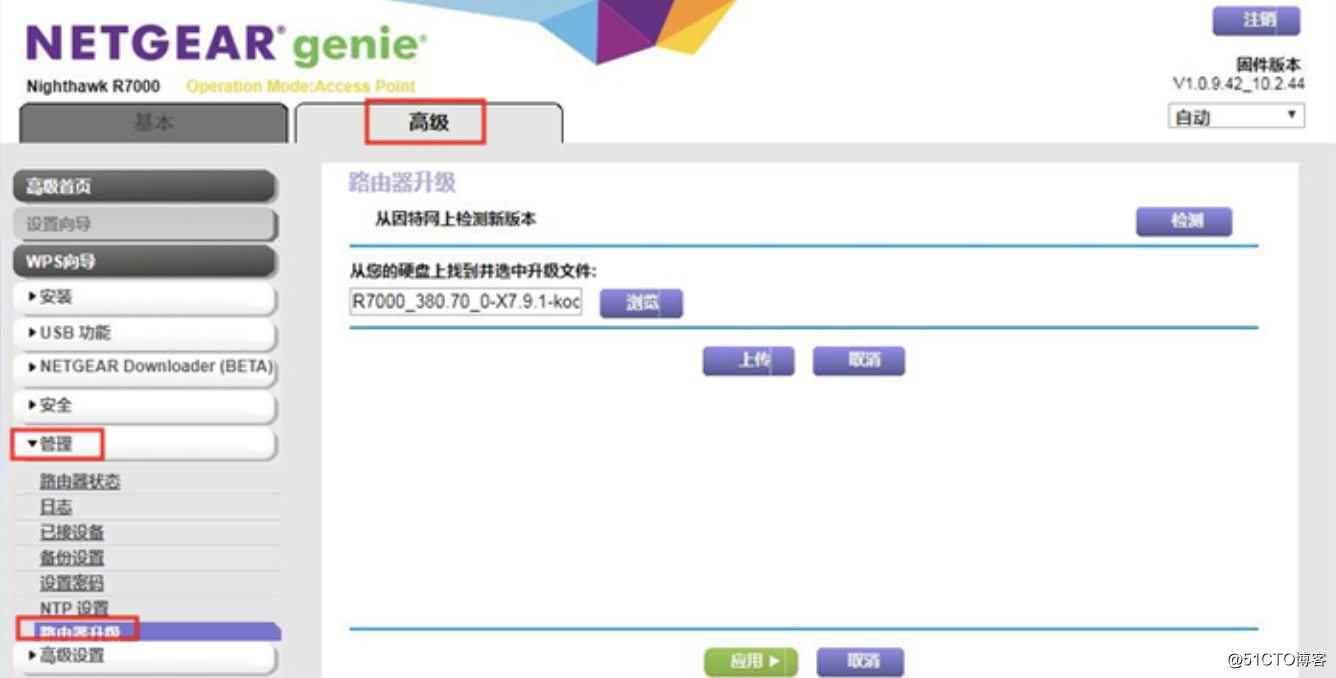 NETGEAR® genie®
注销
固件版本
V1.0.9.42_10.2.44
Nighthawk R7000 Operation Mode:Access Point
自动
基本
高级
高级首页
设置向导
WPS向导
安装
USB 功能
NETGEAR Downloader (BETA)
安全
管理
路由器状态
日志
已接设备
备份设置
设置密码
NTP 设置
路由器升级
高级设置
路由器升级
从因特网上检测新版本
检测
从您的硬盘上找到并选中升级文件:
R7000_380.70_0-X7.9.1-koc
浏览
上传
取消
应用
取消
@51CTO博客